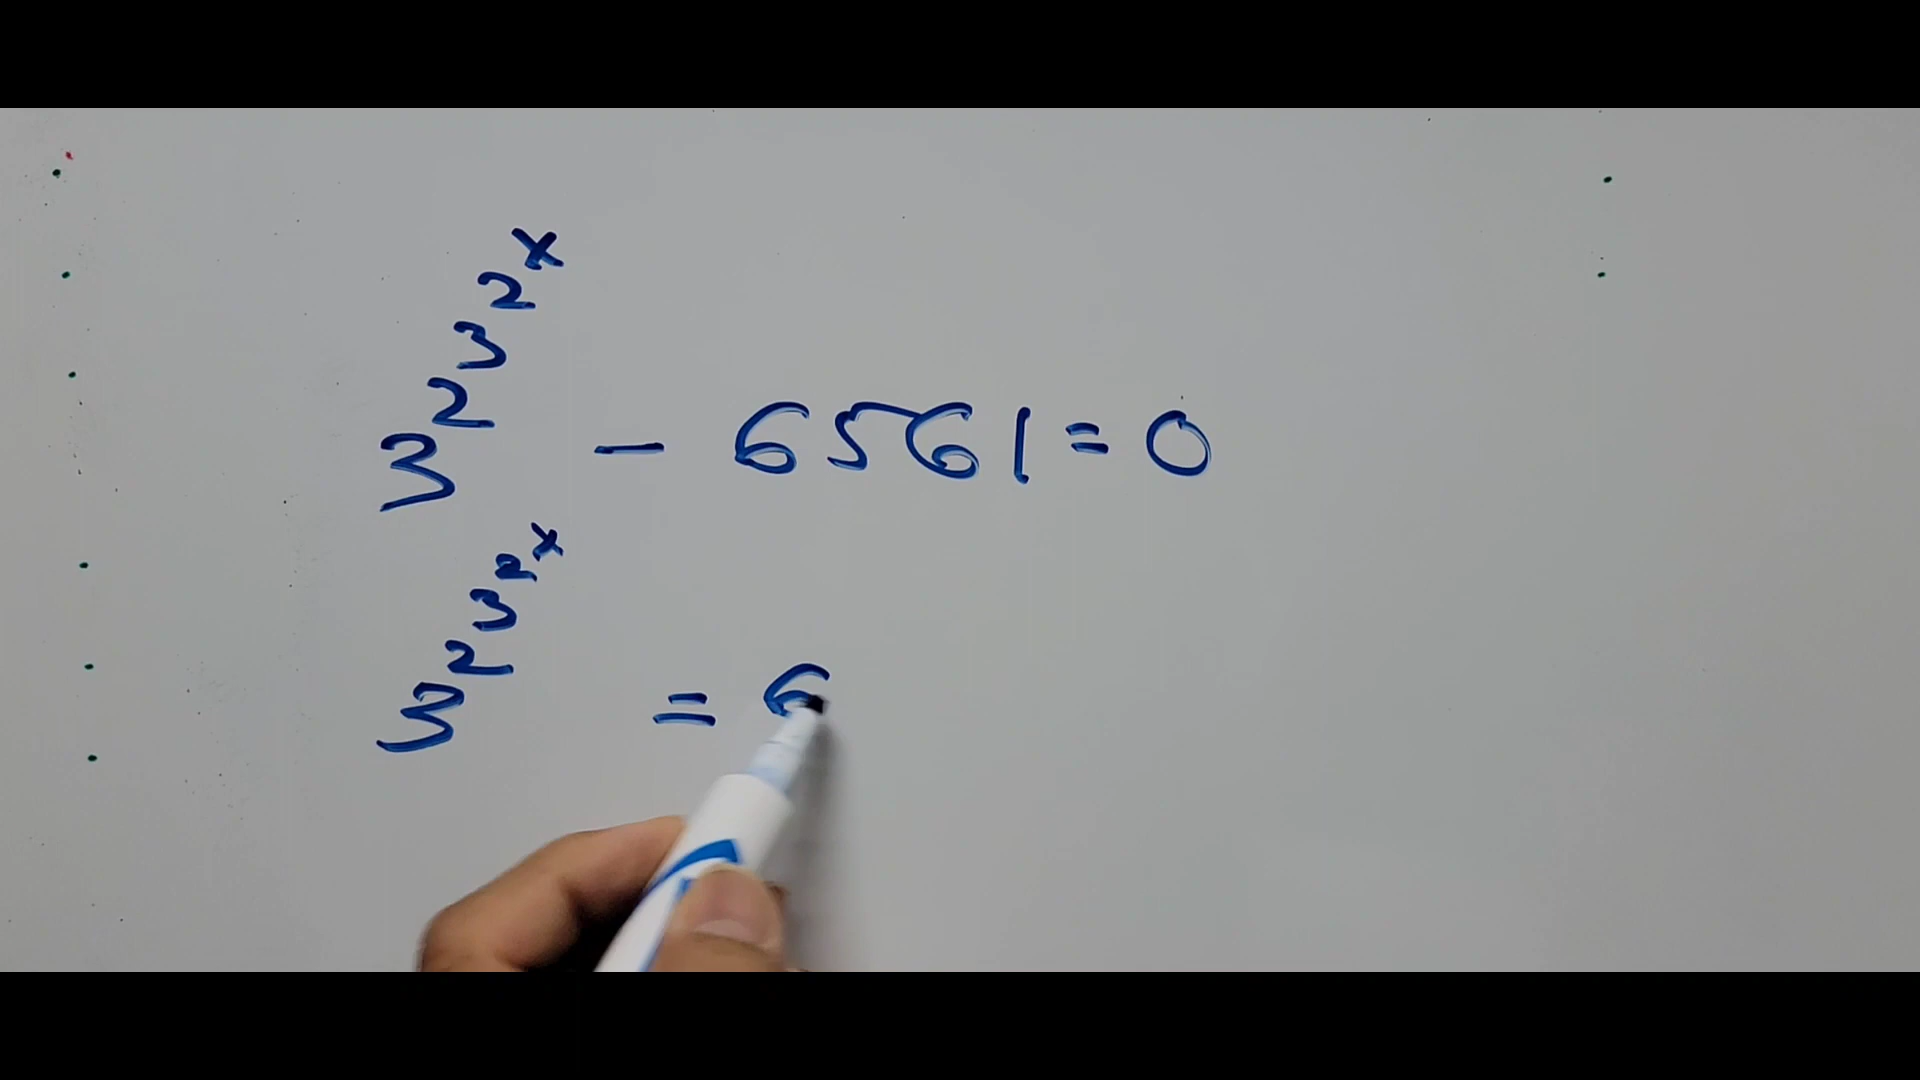 3^2^3^2^x - 6561 = 0
3^2^3^2^x = 6